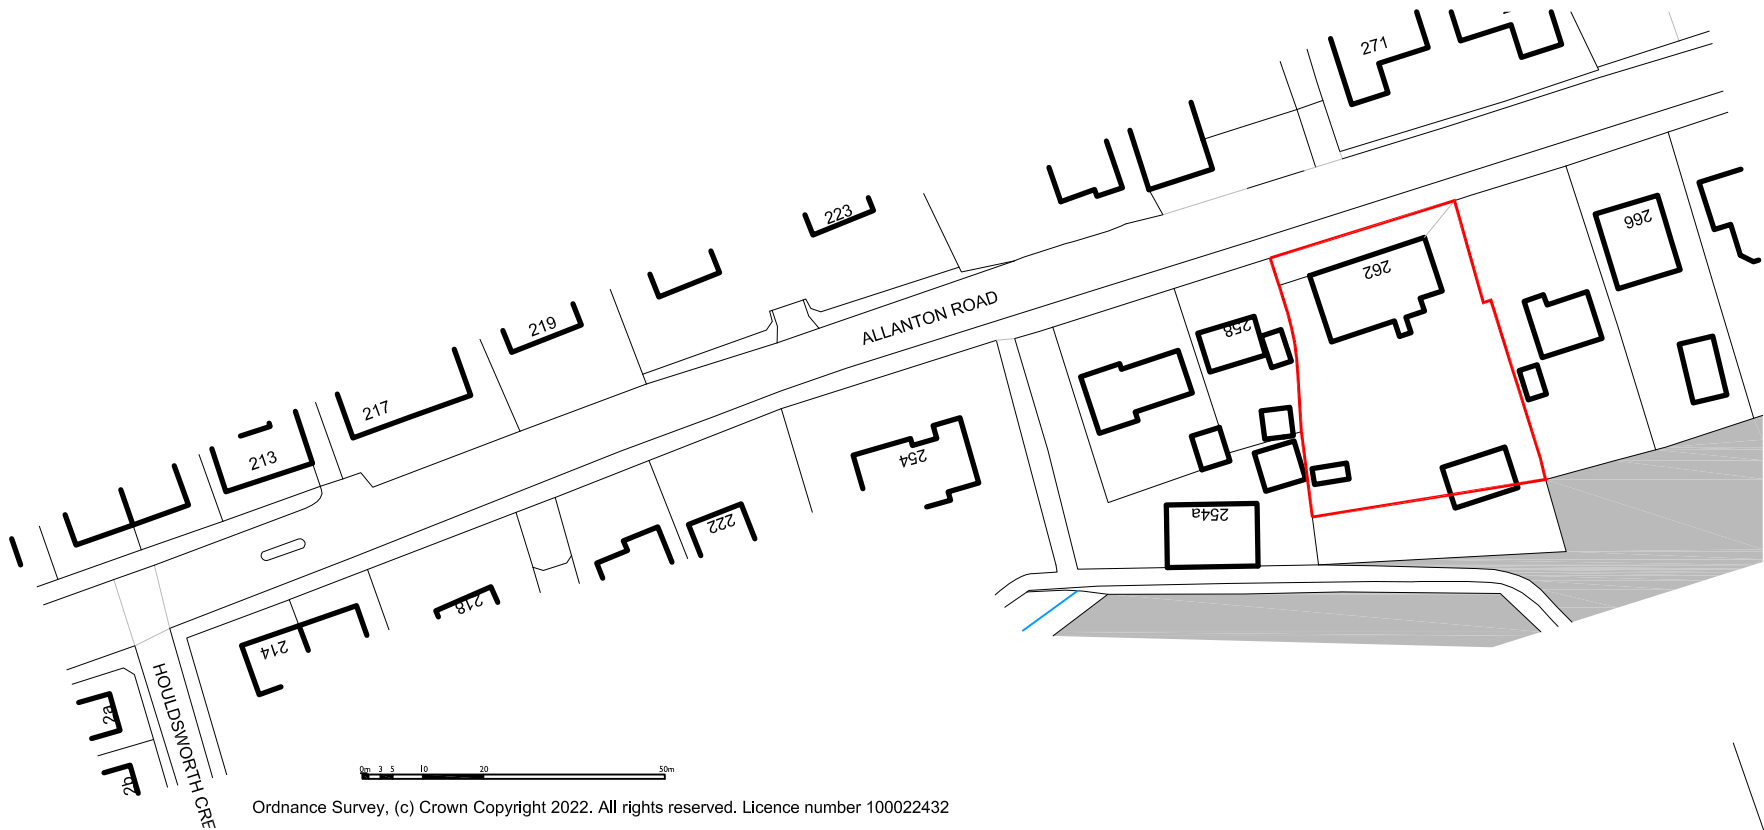 271
223
266
262
219
ALLANTON ROAD
258
217
213
254
254a
222
218
214
2a
HOULDSWORTH CRE
2b
0m 3 5 10 20 50m
Ordnance Survey, (c) Crown Copyright 2022. All rights reserved. Licence number 100022432